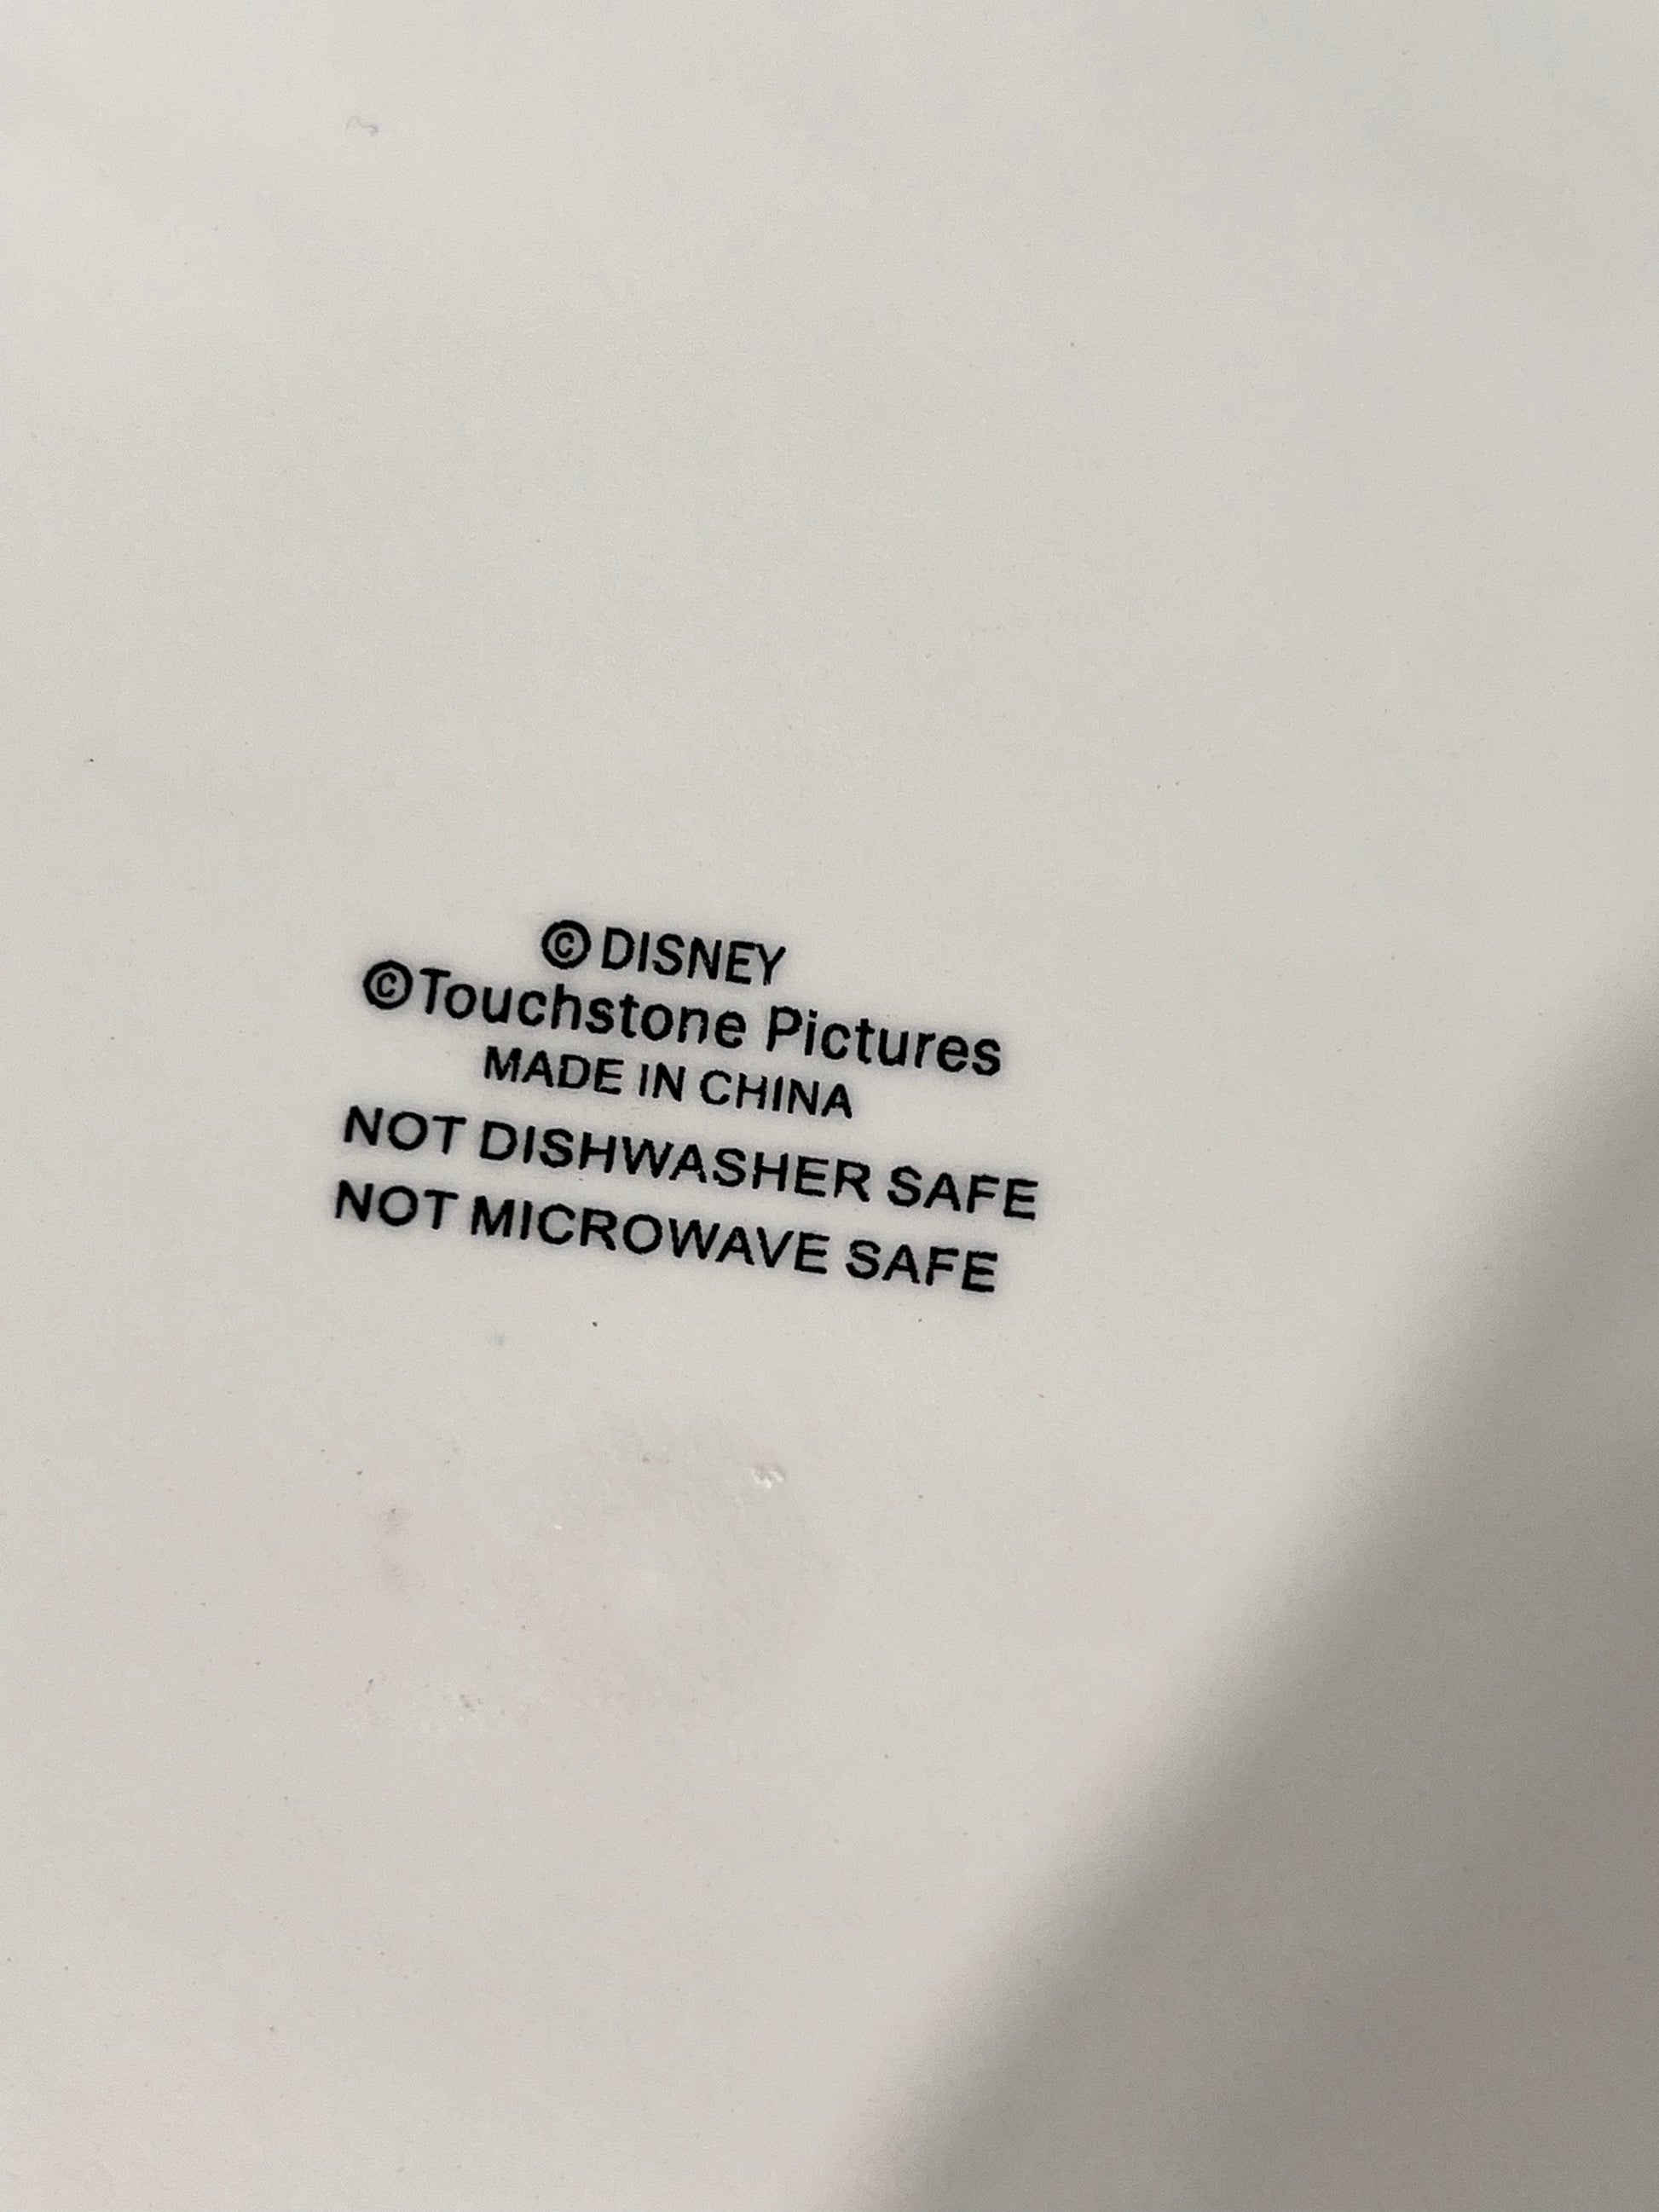 ©DISNEY
©Touchstone Pictures
MADE IN CHINA
NOT DISHWASHER SAFE
NOT MICROWAVE SAFE